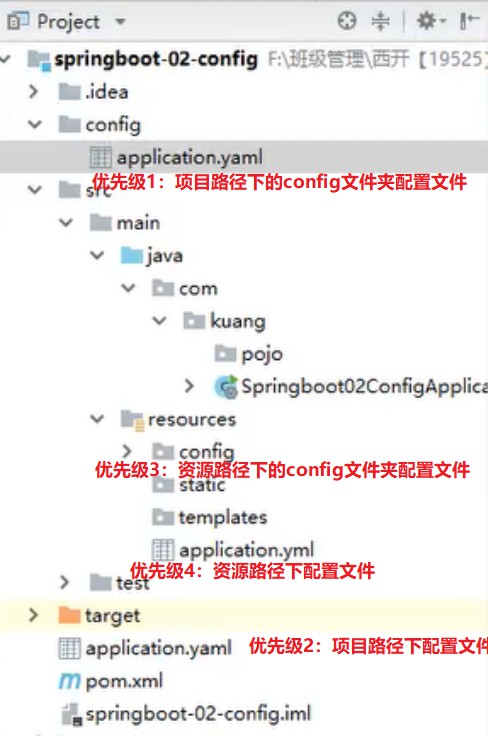 Project
springboot-02-config F:\班级管理\西开【19525】
.idea
config
application.yaml
优先级1：项目路径下的config文件夹配置文件
src
main
java
com
kuang
pojo
Springboot02ConfigApplica
resources
config
优先级3：资源路径下的config文件夹配置文件
static
templates
application.yml
优先级4：资源路径下配置文件
test
target
application.yaml 优先级2：项目路径下配置文件
pom.xml
springboot-02-config.iml